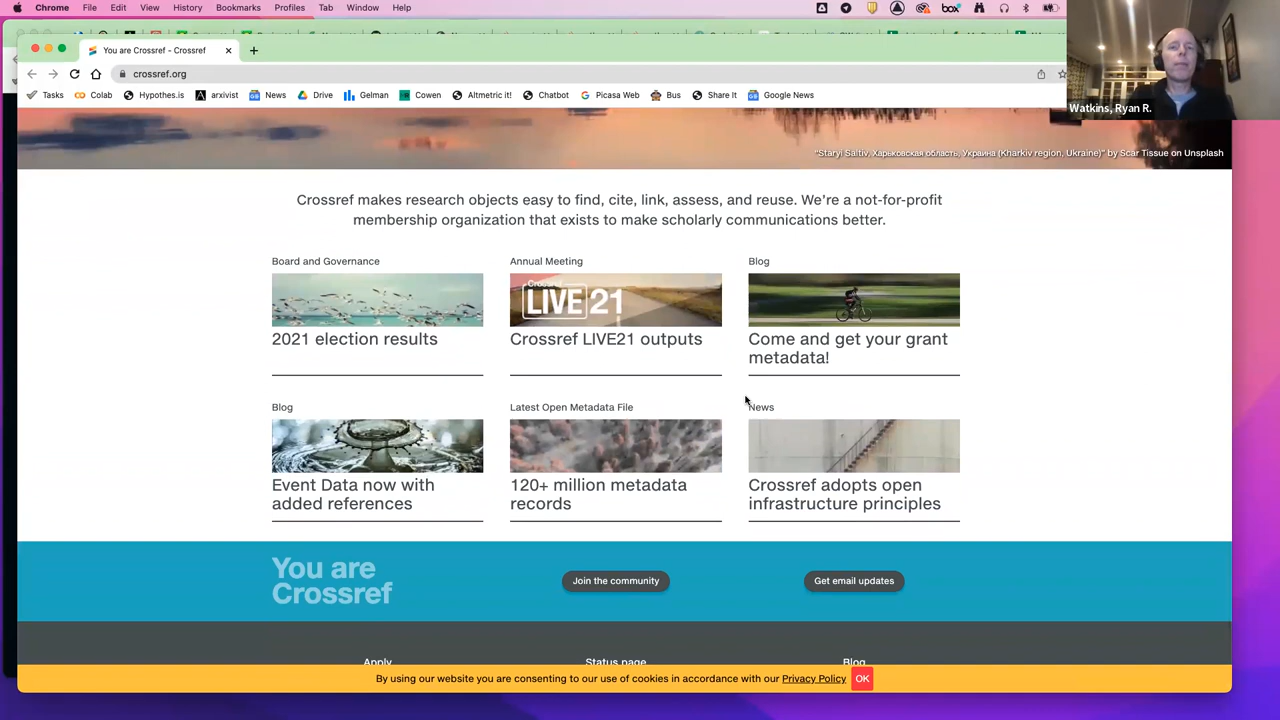 Chrome File Edit View History Bookmarks Profiles Tab Window Help
box
You are Crossref - Crossref
crossref.org
Tasks Colab Hypothes.is arxivist News Drive Gelman Cowen Altmetric it! Chatbot Picasa Web Bus Share It Google News
Watkins, Ryan R.
"Staryi Saltiv, Харьковская область, Украина (Kharkiv region, Ukraine)" by Scar Tissue on Unsplash
Crossref makes research objects easy to find, cite, link, assess, and reuse. We're a not-for-profit
membership organization that exists to make scholarly communications better.
Board and Governance
2021 election results
Annual Meeting
Crossref
LIVE21
Crossref LIVE21 outputs
Blog
Come and get your grant
metadata!
Blog
Event Data now with
added references
Latest Open Metadata File
120+ million metadata
records
News
Crossref adopts open
infrastructure principles
You are
Crossref
Join the community
Get email updates
Apply
Status page
Blog
By using our website you are consenting to our use of cookies in accordance with our Privacy Policy OK